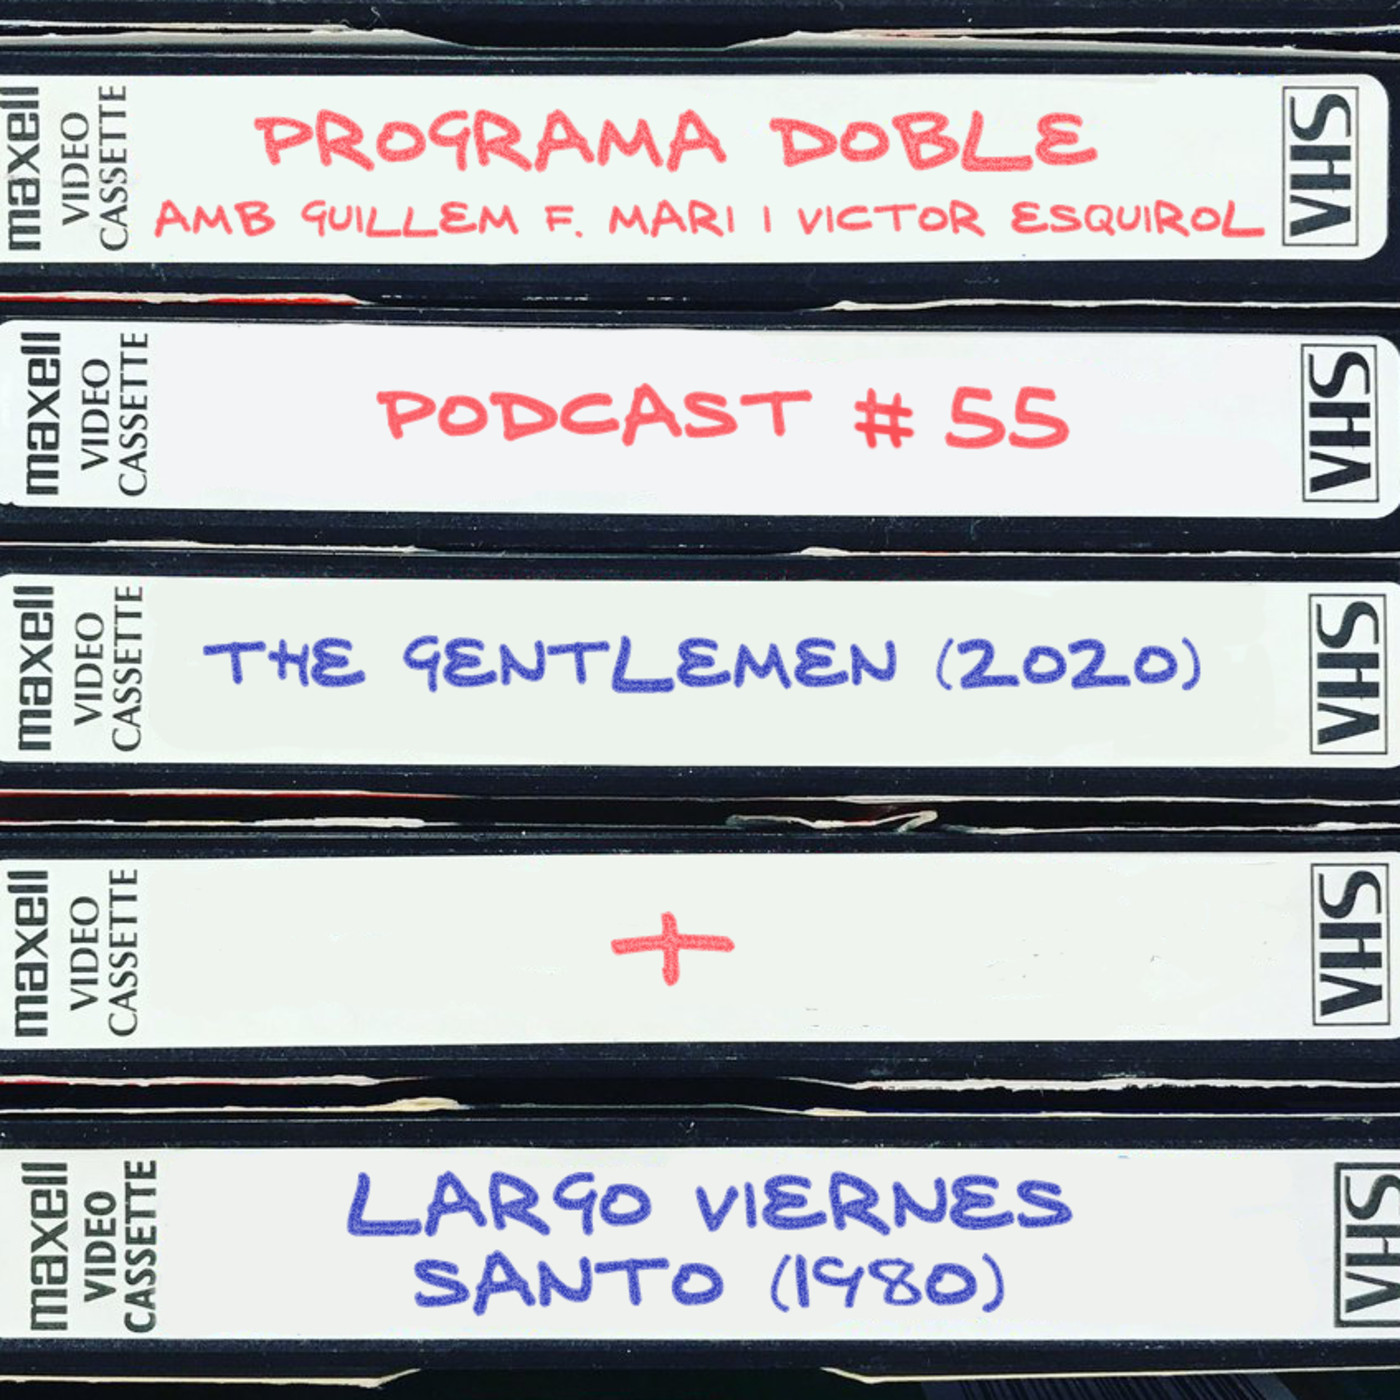 maxell
VIDEO
CASSETTE
PROGRAMA DOBLE
AMB GUILLEM F. MARI I VICTOR ESQUIROL
VHS
maxell
VIDEO
CASSETTE
PODCAST # 55
VHS
maxell
VIDEO
CASSETTE
THE GENTLEMEN (2020)
VHS
maxell
VIDEO
CASSETTE
+
VHS
maxell
VIDEO
CASSETTE
LARGO VIERNES
SANTO (1980)
VHS